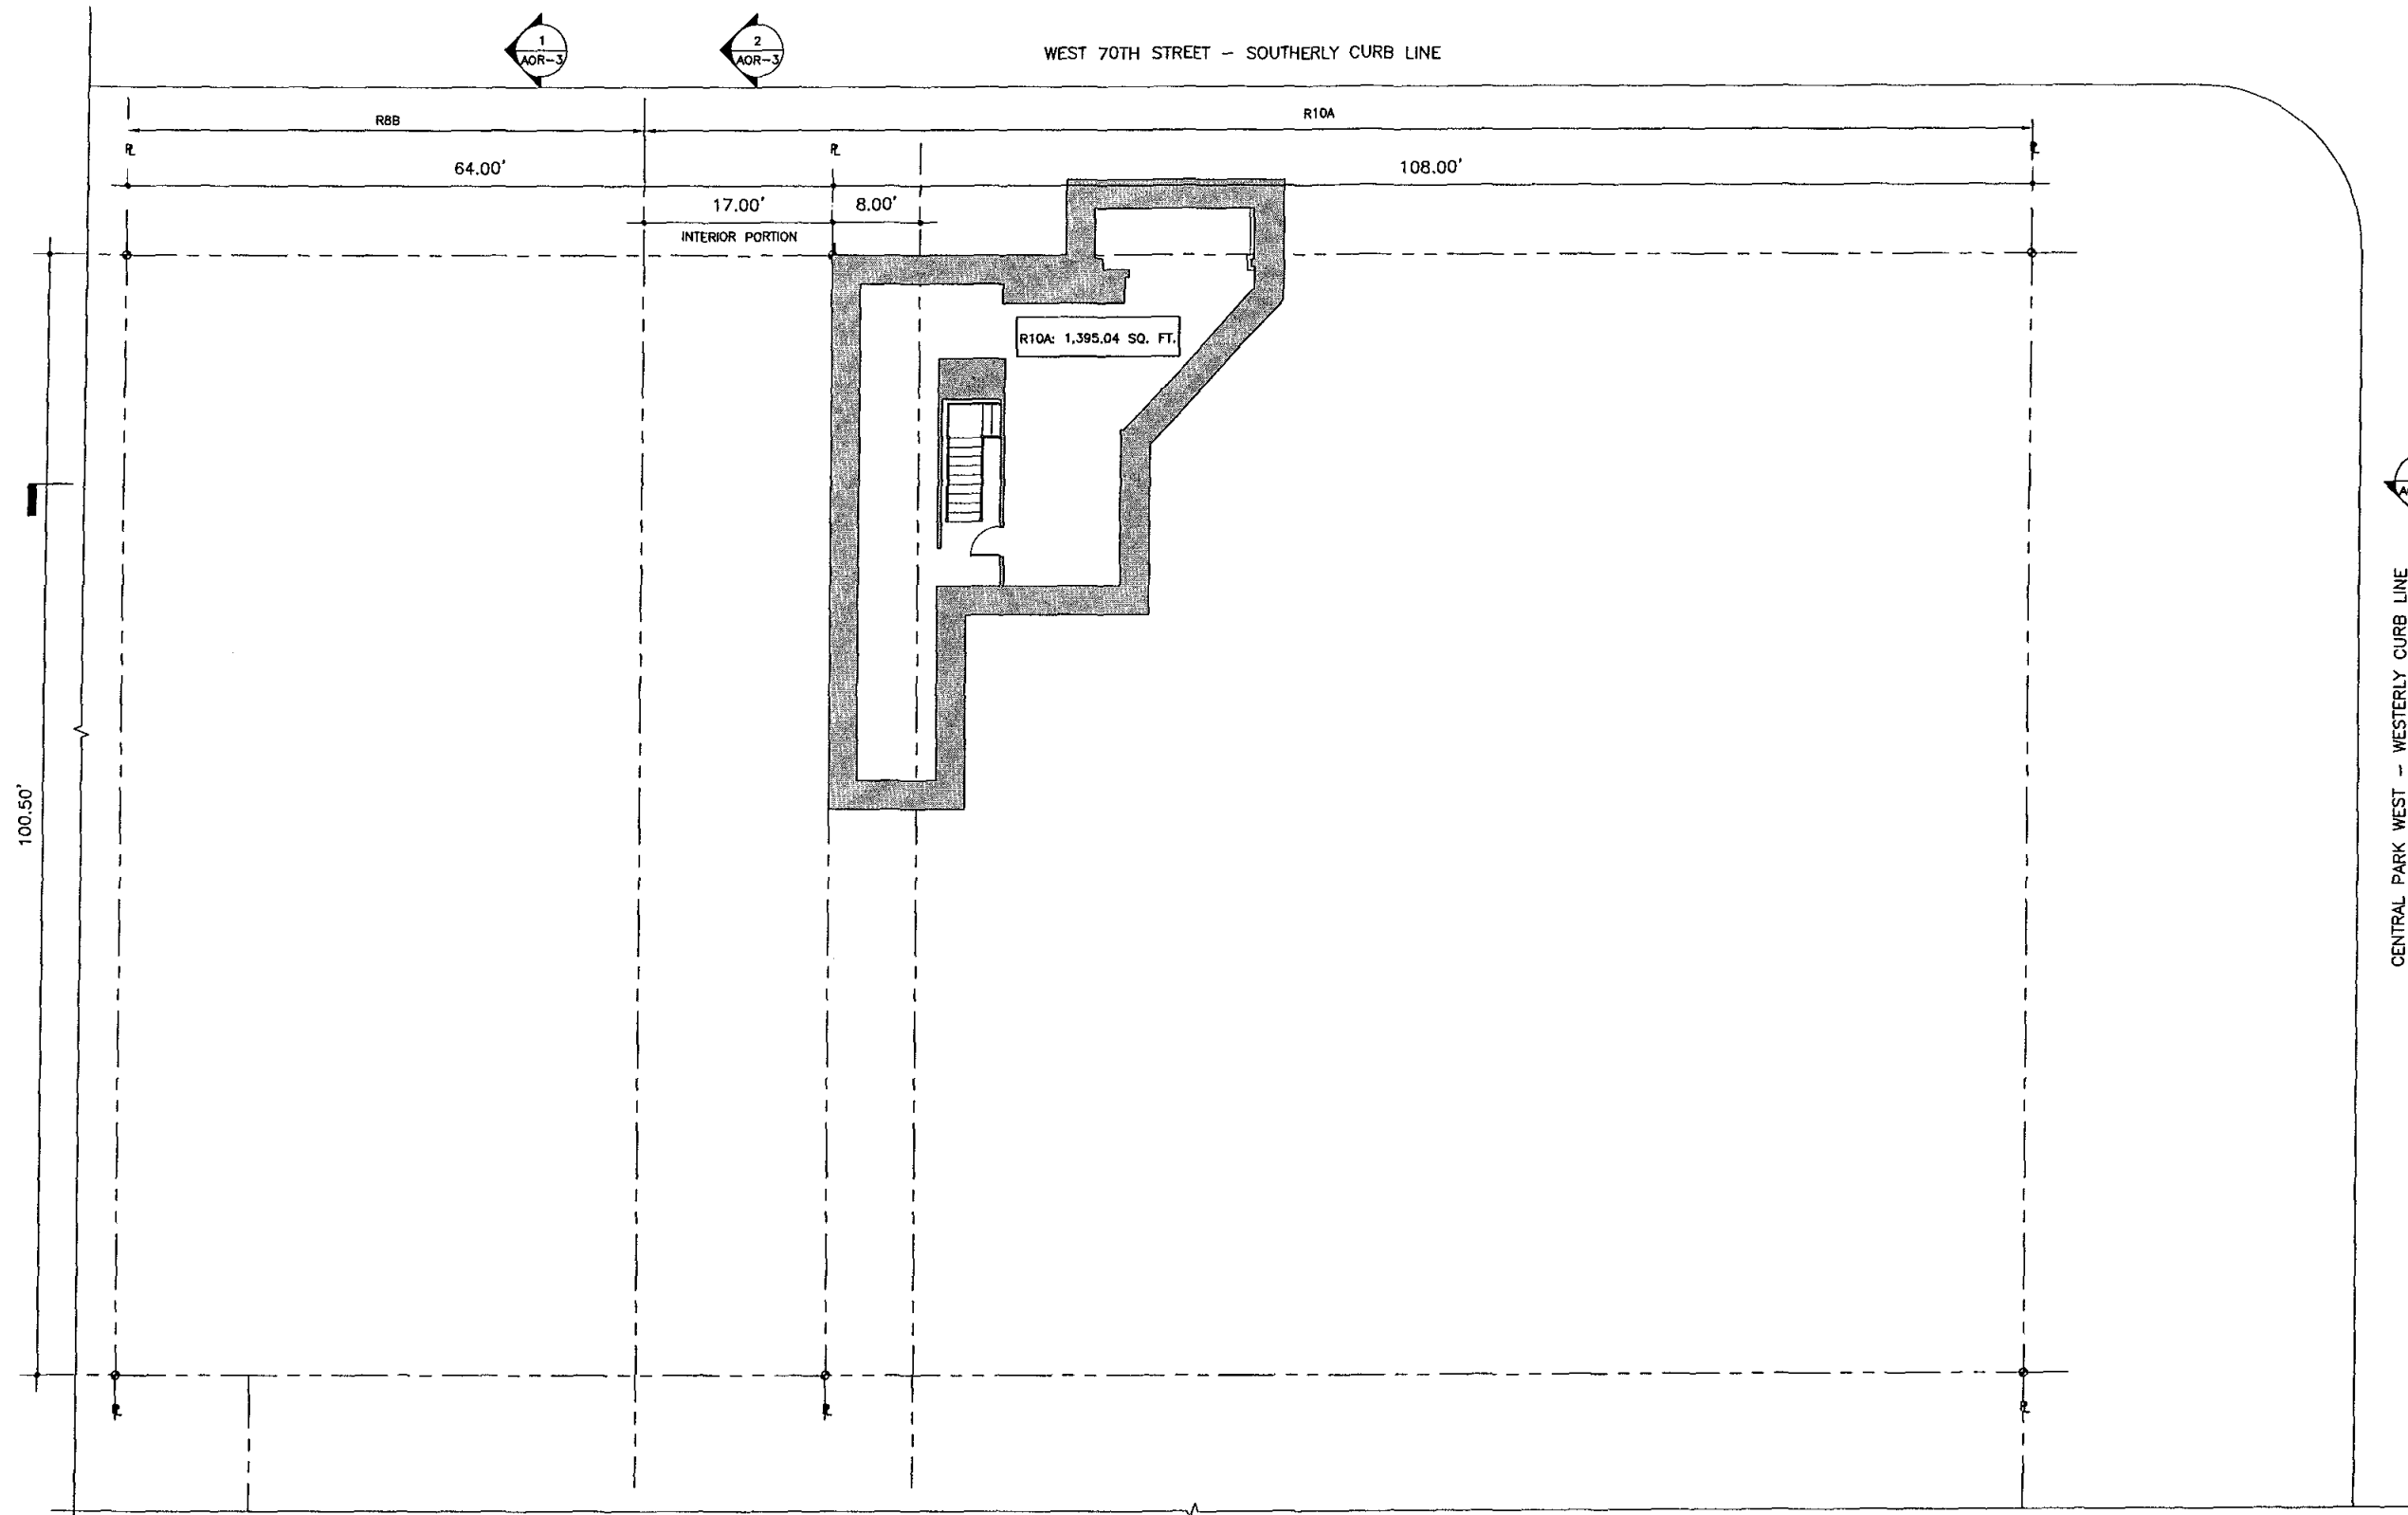 1
AOR-3
2
AOR-3
WEST 70TH STREET - SOUTHERLY CURB LINE
R8B
R10A
64.00'
108.00'
17.00'
8.00'
INTERIOR PORTION
R10A: 1,395.04 SQ. FT.
100.50'
CENTRAL PARK WEST - WESTERLY CURB LINE